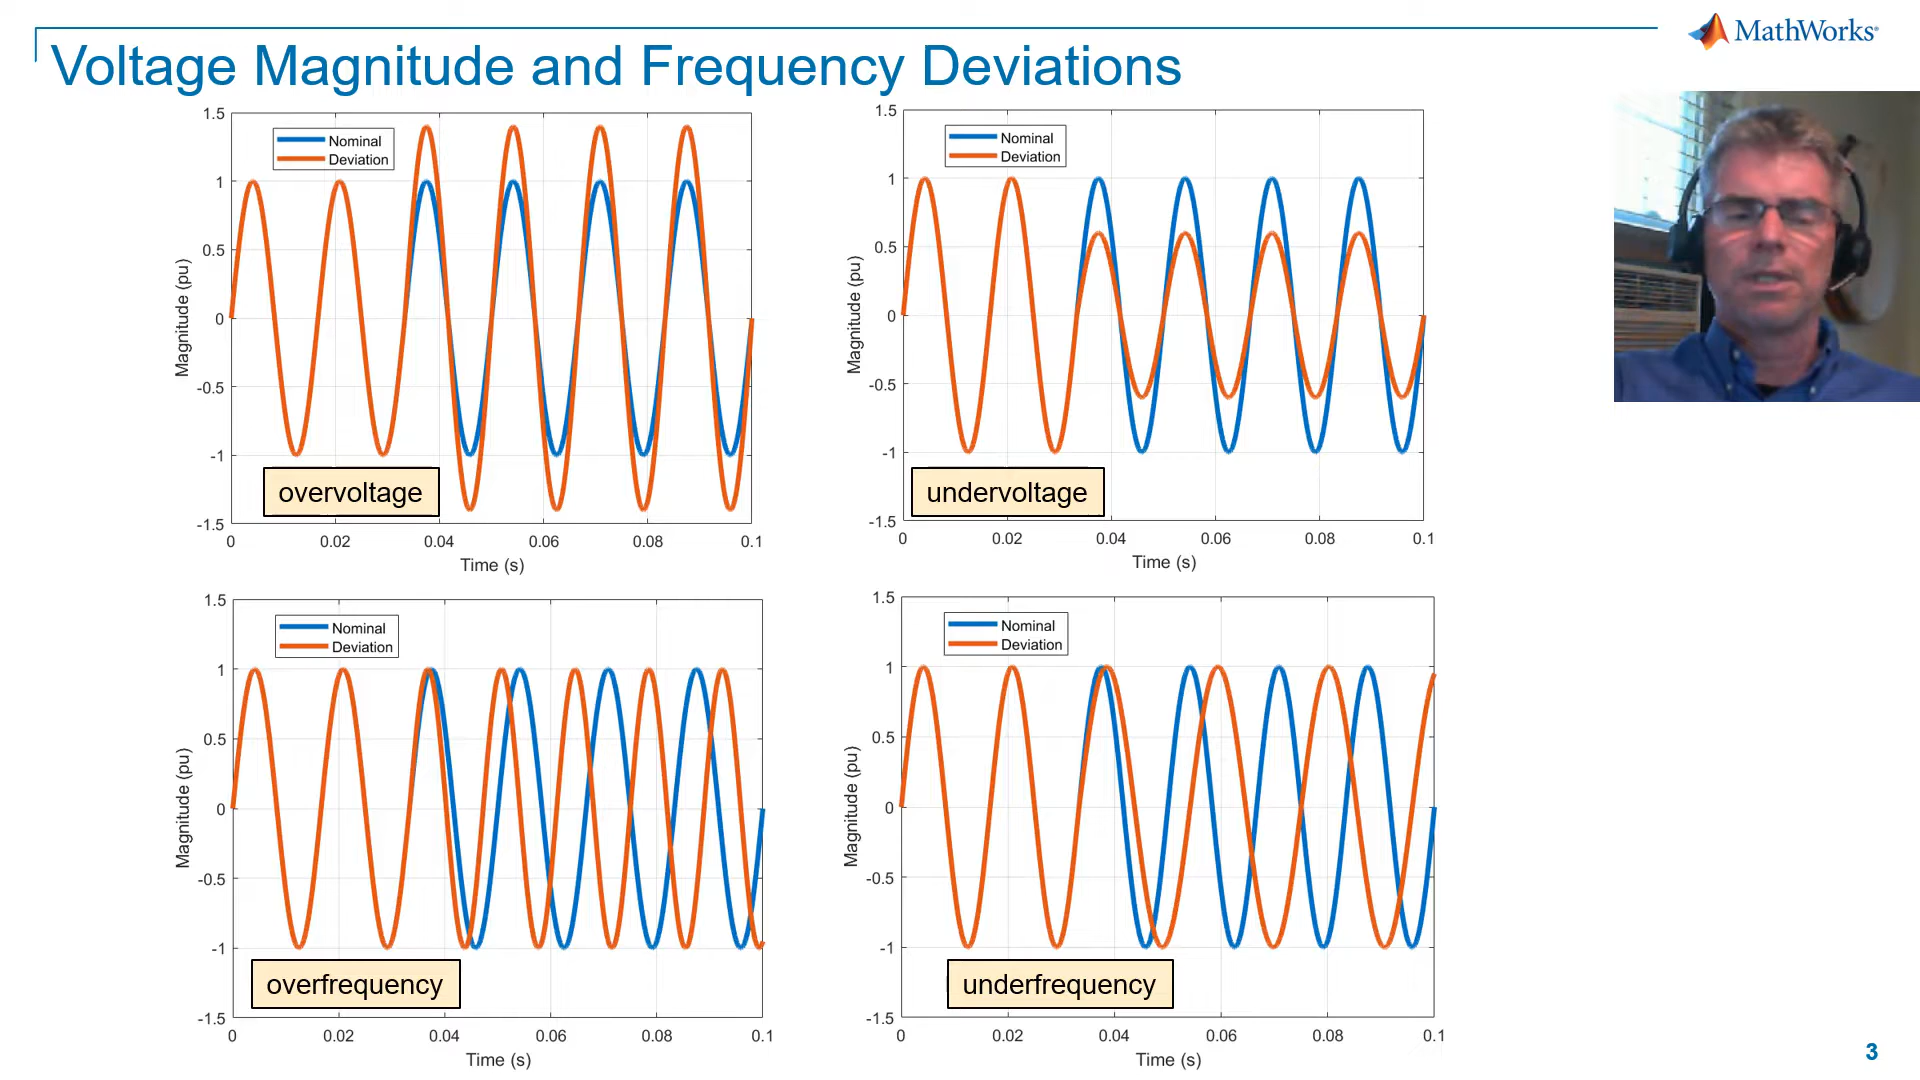 Voltage Magnitude and Frequency Deviations
MathWorks®
1.5
1
0.5
0
-0.5
-1
-1.5
Magnitude (pu)
Nominal
Deviation
overvoltage
0 0.02 0.04 0.06 0.08 0.1
Time (s)
1.5
1
0.5
0
-0.5
-1
-1.5
Magnitude (pu)
Nominal
Deviation
undervoltage
0 0.02 0.04 0.06 0.08 0.1
Time (s)
1.5
1
0.5
0
-0.5
-1
-1.5
Magnitude (pu)
Nominal
Deviation
overfrequency
0 0.02 0.04 0.06 0.08 0.1
Time (s)
1.5
1
0.5
0
-0.5
-1
-1.5
Magnitude (pu)
Nominal
Deviation
underfrequency
0 0.02 0.04 0.06 0.08 0.1
Time (s)
3